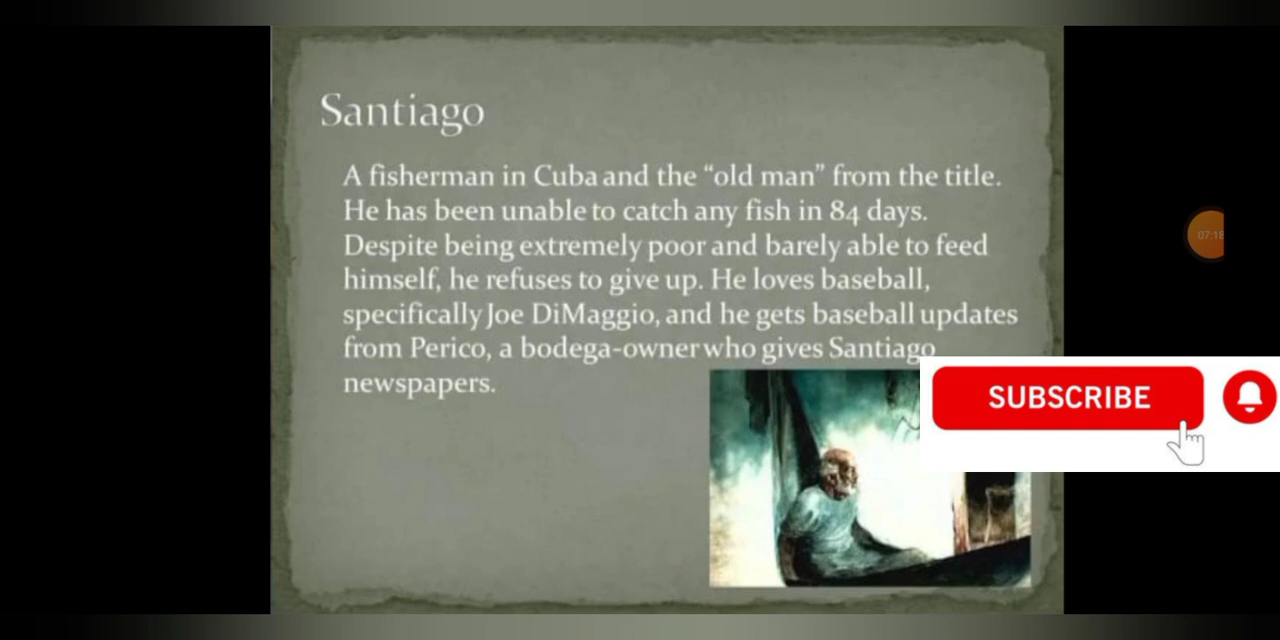 Santiago
A fisherman in Cuba and the “old man” from the title.
He has been unable to catch any fish in 84 days.
Despite being extremely poor and barely able to feed
himself, he refuses to give up. He loves baseball,
specifically Joe DiMaggio, and he gets baseball updates
from Perico, a bodega-owner who gives Santiago
newspapers.
07:18
SUBSCRIBE